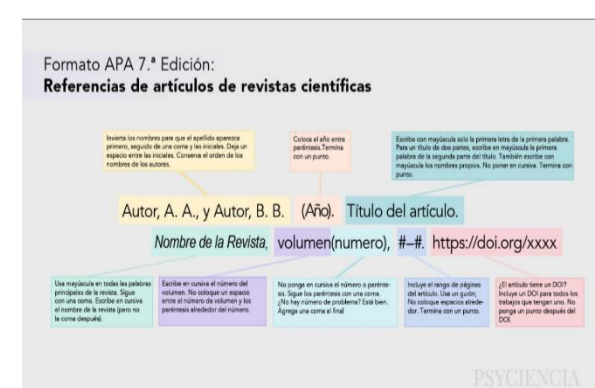 Formato APA 7.ª Edición:
Referencias de artículos de revistas científicas
Invierta los nombres para que el apellido aparezca
primero, seguido de una coma y las iniciales. Deja un
espacio entre las iniciales. Conserva el orden de los
nombres de los autores.
Coloca el año entre
paréntesis. Termina
con un punto.
Escribe con mayúscula solo la primera letra de la primera palabra.
Para un título de dos partes, escribe en mayúscula la primera
palabra de la segunda parte del título. También escribe con
mayúscula los nombres propios. No poner en cursiva. Termina con
punto.
Autor, A. A., y Autor, B. B. (Año). Título del artículo.
Nombre de la Revista, volumen(numero), #–#. https://doi.org/xxxx
Usa mayúscula en todas las palabras
principales de la revista. Sigue
con una coma. Escribe en cursiva
el nombre de la revista (pero no
la coma después).
Escribe en cursiva el número del
volumen. No coloque un espacio
entre el número de volumen y los
paréntesis alrededor del número.
No ponga en cursiva el número o parénte-
sis. Sigue los paréntesis con una coma.
¿No hay número de problema? Está bien.
Agrega una coma al final
Incluye el rango de páginas
del artículo. Usa un guión;
No coloque espacios alrede-
dor. Termina con un punto.
¿El artículo tiene un DOI?
Incluye un DOI para todos los
trabajos que tengan uno. No
ponga un punto después del
DOI.
PSYCIENCIA